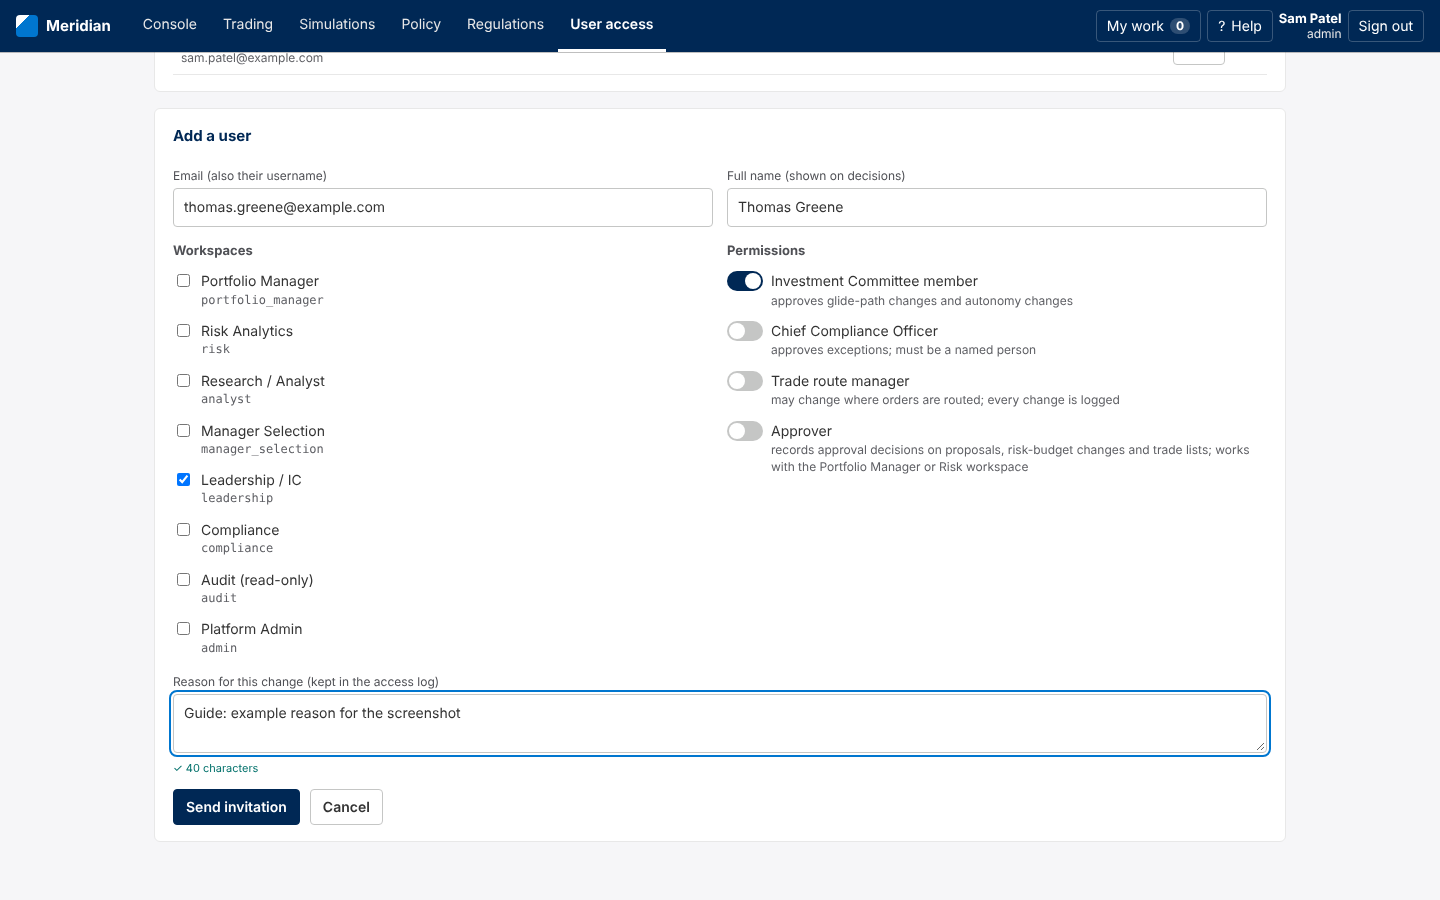 Meridian
Console
Trading
Simulations
Policy
Regulations
User access
My work 0
? Help
Sam Patel
admin
Sign out
sam.patel@example.com
Add a user
Email (also their username)
thomas.greene@example.com
Full name (shown on decisions)
Thomas Greene
Workspaces
Portfolio Manager
portfolio_manager
Risk Analytics
risk
Research / Analyst
analyst
Manager Selection
manager_selection
Leadership / IC
leadership
Compliance
compliance
Audit (read-only)
audit
Platform Admin
admin
Permissions
Investment Committee member
approves glide-path changes and autonomy changes
Chief Compliance Officer
approves exceptions; must be a named person
Trade route manager
may change where orders are routed; every change is logged
Approver
records approval decisions on proposals, risk-budget changes and trade lists; works
with the Portfolio Manager or Risk workspace
Reason for this change (kept in the access log)
Guide: example reason for the screenshot
✓ 40 characters
Send invitation
Cancel